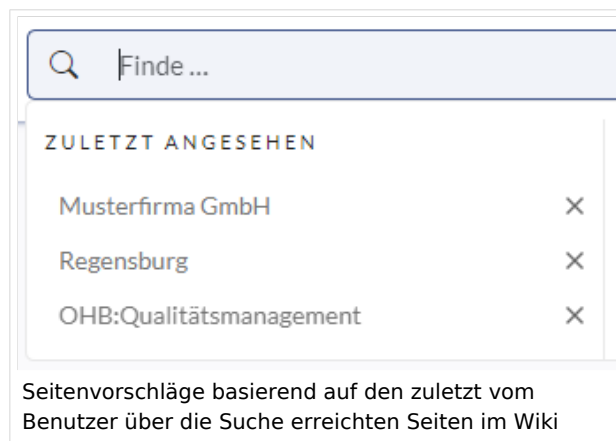 Finde ...
ZULETZT ANGESEHEN
Musterfirma GmbH
Regensburg
OHB:Qualitätsmanagement
Seitenvorschläge basierend auf den zuletzt vom
Benutzer über die Suche erreichten Seiten im Wiki